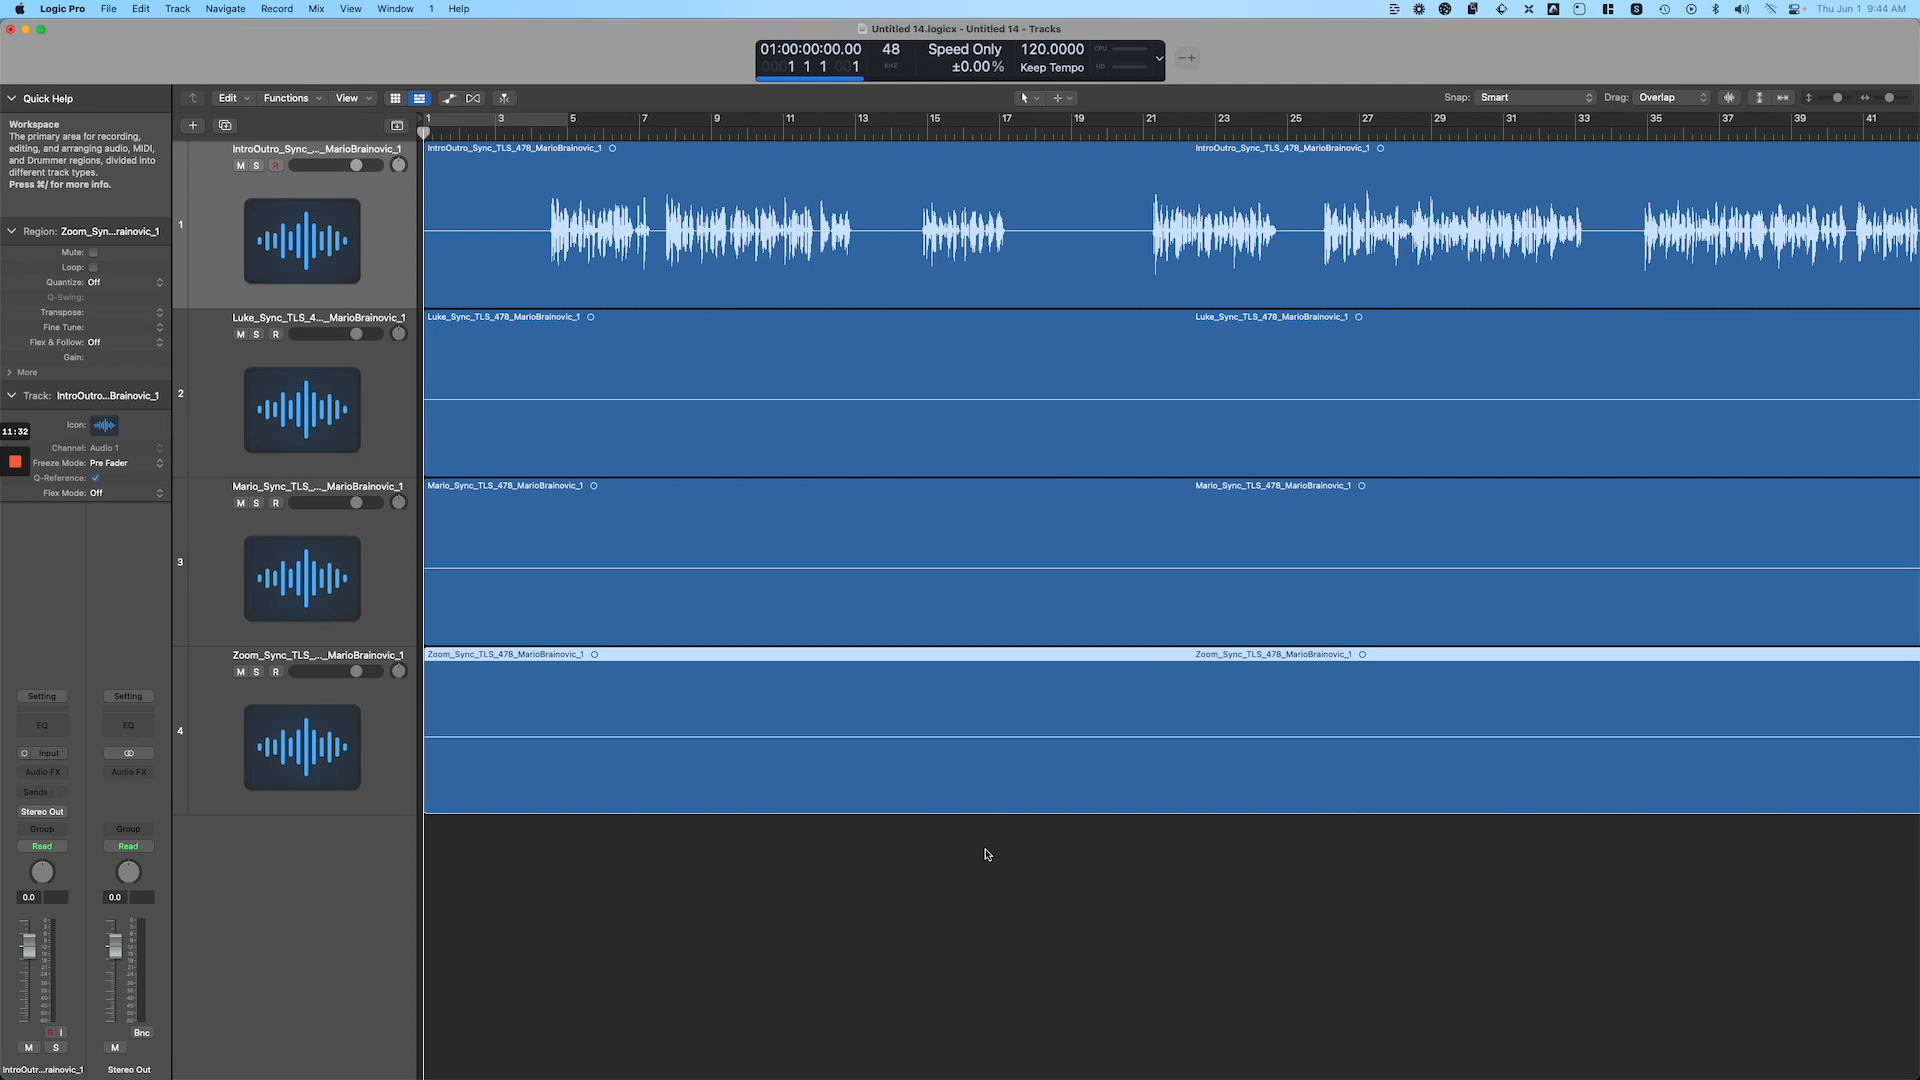 Logic Pro File Edit Track Navigate Record Mix View Window 1 Help
Thu Jun 1 9:44 AM
Untitled 14.logicx - Untitled 14 - Tracks
01:00:00:00.00 48 Speed Only 120.0000 CPU
0001 1 1 001 KHZ ±0.00% Keep Tempo HD
Quick Help
Edit Functions View
Snap: Smart Drag: Overlap
Workspace
The primary area for recording,
editing, and arranging audio, MIDI,
and Drummer regions, divided into
different track types.
Press ⌘/ for more info.
1 3 5 7 9 11 13 15 17 19 21 23 25 27 29 31 33 35 37 39 41
Region: Zoom_Syn...rainovic_1
Mute:
Loop:
Quantize: Off
Q-Swing:
Transpose:
Fine Tune:
Flex & Follow: Off
Gain:
More
Track: IntroOutro...Brainovic_1
Icon:
11:32
Channel: Audio 1
Freeze Mode: Pre Fader
Q-Reference:
Flex Mode: Off
1
IntroOutro_Sync_..._MarioBrainovic_1
M S R
IntroOutro_Sync_TLS_478_MarioBrainovic_1
IntroOutro_Sync_TLS_478_MarioBrainovic_1
2
Luke_Sync_TLS_4..._MarioBrainovic_1
M S R
Luke_Sync_TLS_478_MarioBrainovic_1
Luke_Sync_TLS_478_MarioBrainovic_1
3
Mario_Sync_TLS_..._MarioBrainovic_1
M S R
Mario_Sync_TLS_478_MarioBrainovic_1
Mario_Sync_TLS_478_MarioBrainovic_1
4
Zoom_Sync_TLS_..._MarioBrainovic_1
M S R
Zoom_Sync_TLS_478_MarioBrainovic_1
Zoom_Sync_TLS_478_MarioBrainovic_1
Setting Setting
EQ EQ
Input
Audio FX Audio FX
Sends
Stereo Out
Group Group
Read Read
0.0 0.0
R I Bnc
M S M
IntroOutr...rainovic_1 Stereo Out